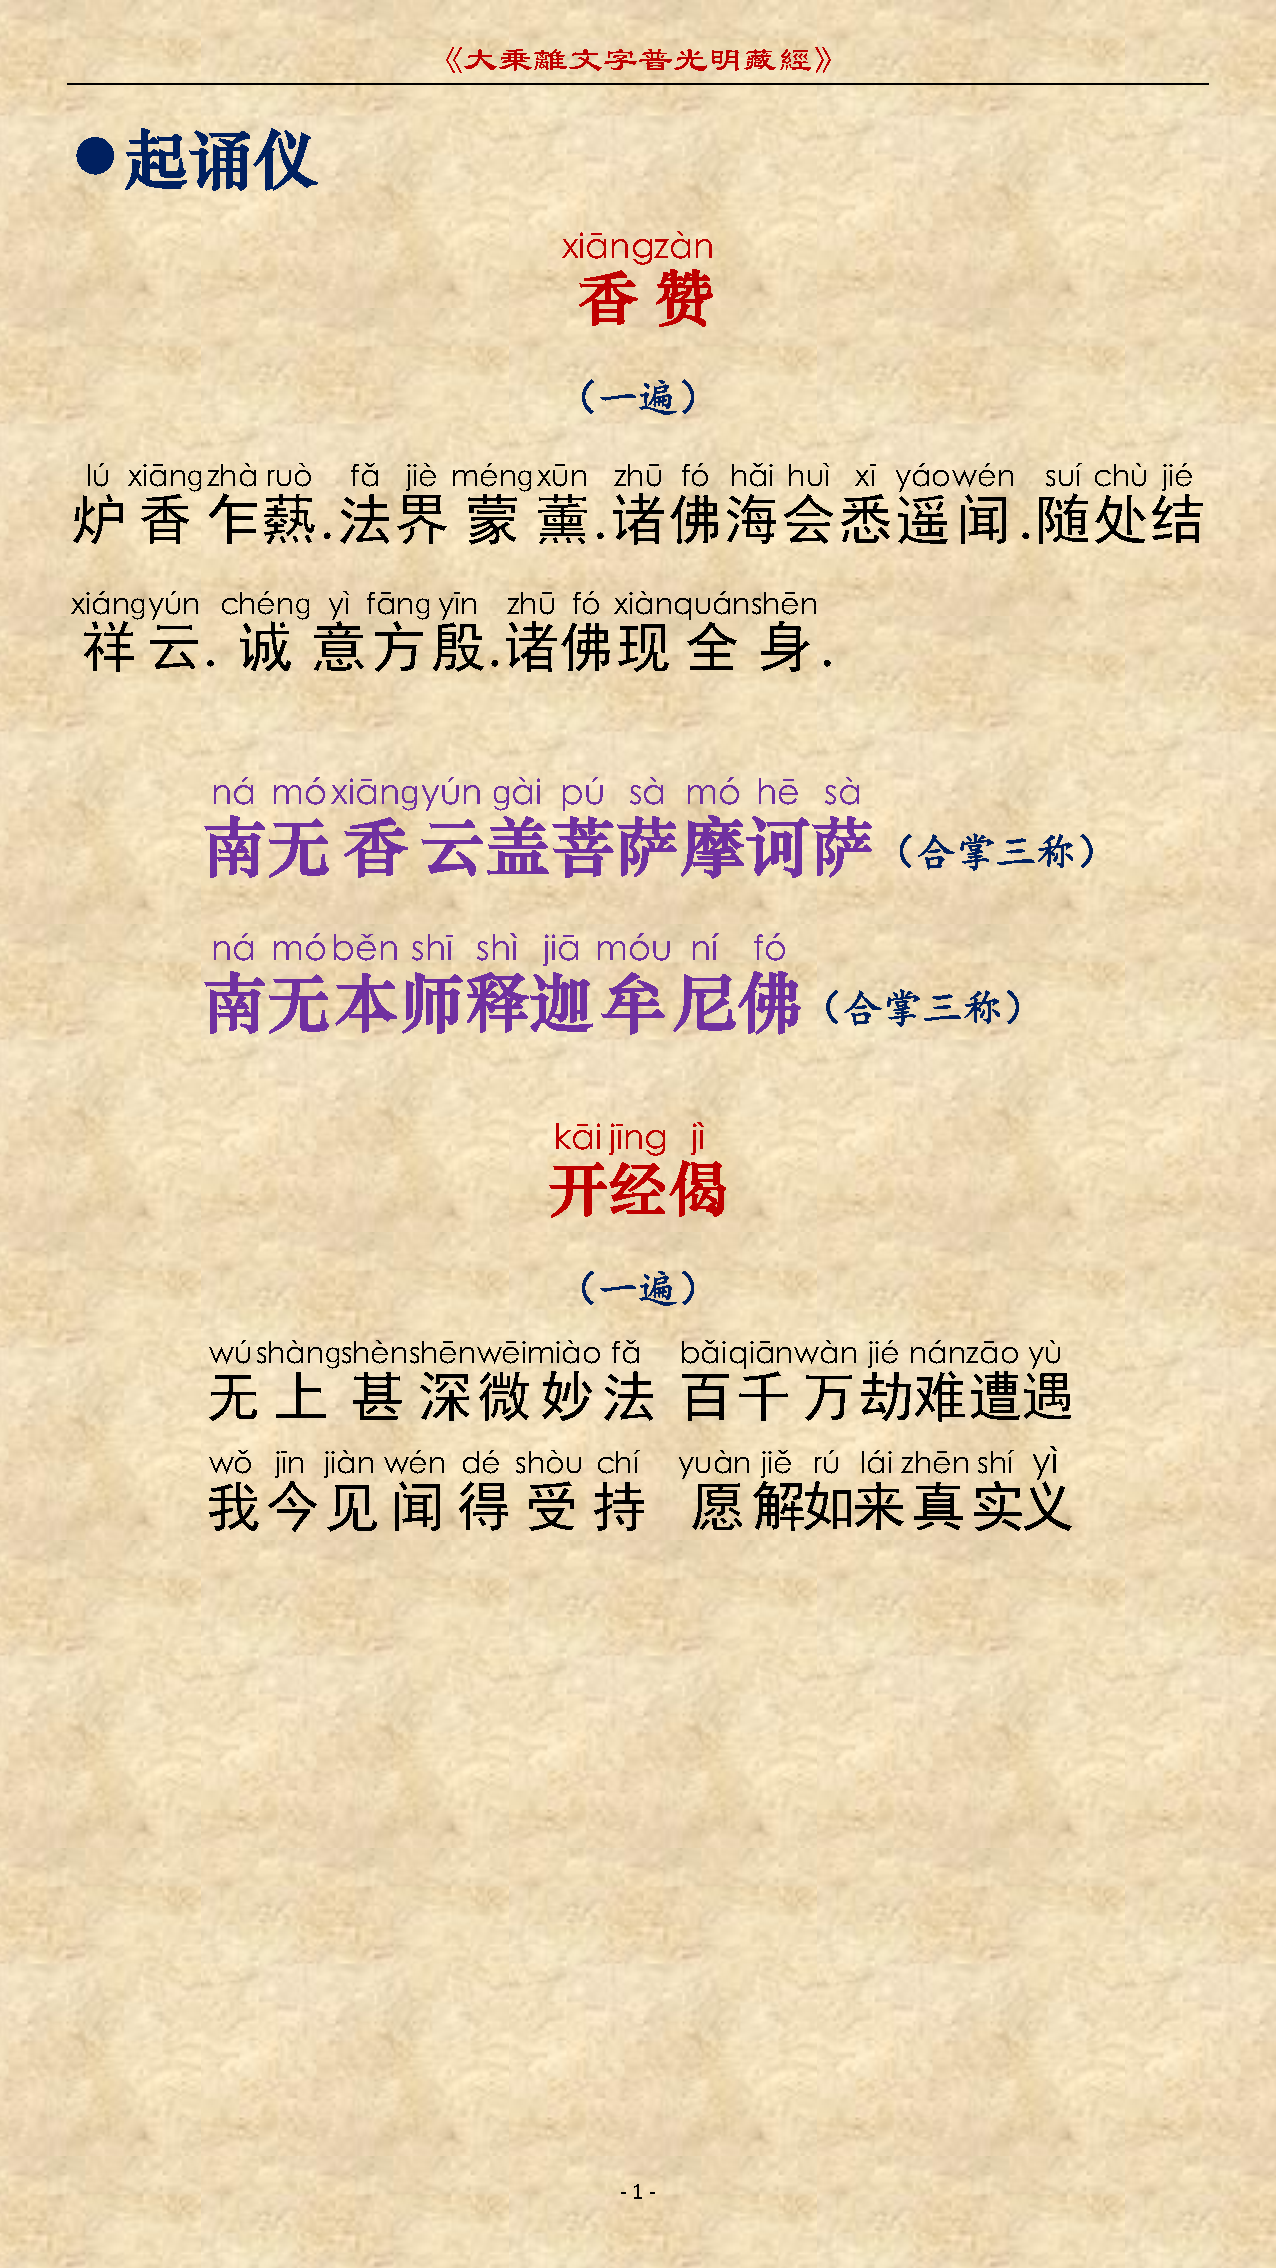 《大乘離文字普光明藏經》
●起诵仪
xiāngzàn
香 赞
（一遍）
lú xiāng zhà ruò fǎ jiè méng xūn zhū fó hǎi huì xī yáo wén suí chù jié
炉香乍爇.法界蒙薰.诸佛海会悉遥闻.随处结
xiáng yún chéng yì fāng yīn zhū fó xiàn quán shēn
祥云.诚意方殷.诸佛现全身.
ná mó xiāng yún gài pú sà mó hē sà
南无香云盖菩萨摩诃萨（合掌三称）
ná mó běn shī shì jiā móu ní fó
南无本师释迦牟尼佛（合掌三称）
kāi jīng jì
开经偈
（一遍）
wú shàng shèn shēn wēi miào fǎ bǎi qiān wàn jié nán zāo yù
无上甚深微妙法 百千万劫难遭遇
wǒ jīn jiàn wén dé shòu chí yuàn jiě rú lái zhēn shí yì
我今见闻得受持 愿解如来真实义
- 1 -